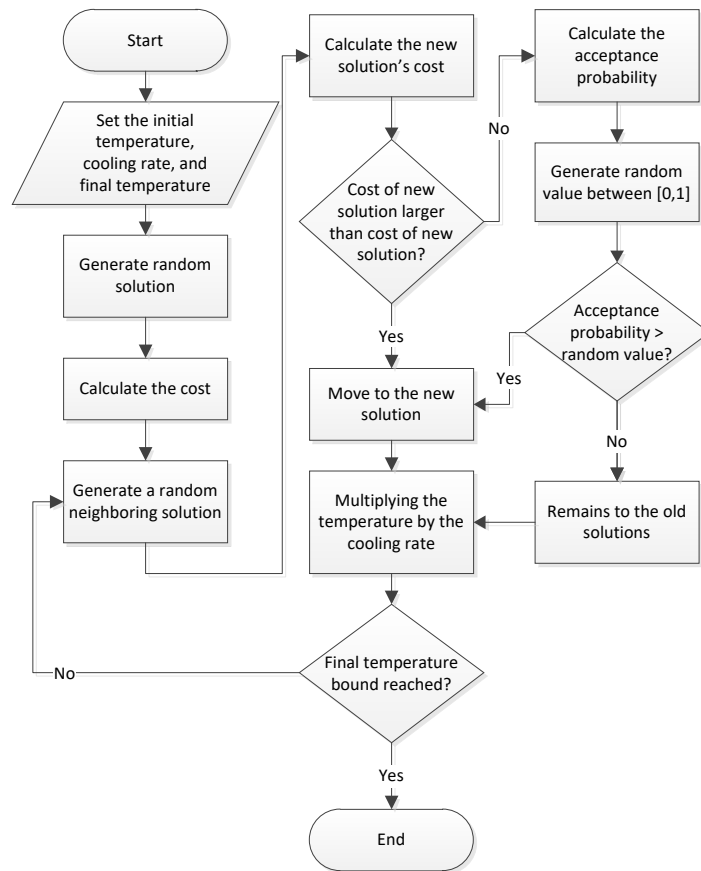 Start
Set the initial
temperature,
cooling rate, and
final temperature
Generate random
solution
Calculate the cost
Generate a random
neighboring solution
Calculate the new
solution’s cost
Cost of new
solution larger
than cost of new
solution?
No
Yes
Calculate the
acceptance
probability
Generate random
value between [0,1]
Acceptance
probability >
random value?
Yes
No
Move to the new
solution
Remains to the old
solutions
Multiplying the
temperature by the
cooling rate
Final temperature
bound reached?
No
Yes
End